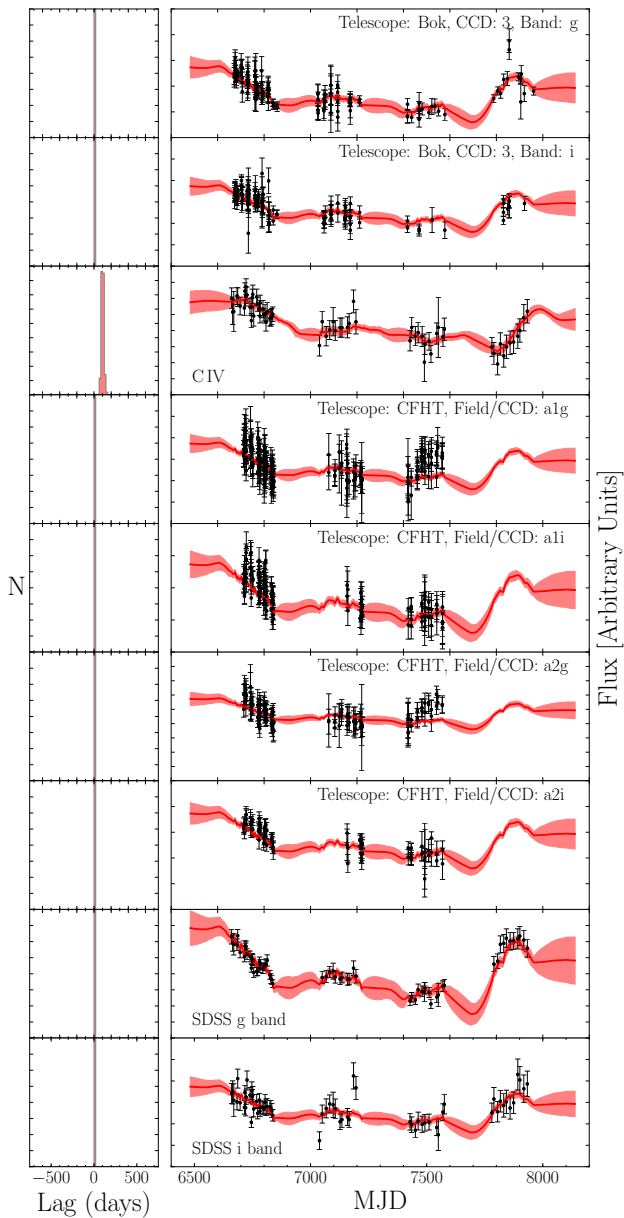 Telescope: Bok, CCD: 3, Band: g
Telescope: Bok, CCD: 3, Band: i
C IV
Telescope: CFHT, Field/CCD: a1g
Telescope: CFHT, Field/CCD: a1i
Telescope: CFHT, Field/CCD: a2g
Telescope: CFHT, Field/CCD: a2i
SDSS g band
SDSS i band
N
Flux [Arbitrary Units]
−500 0 500
6500 7000 7500 8000
Lag (days)
MJD